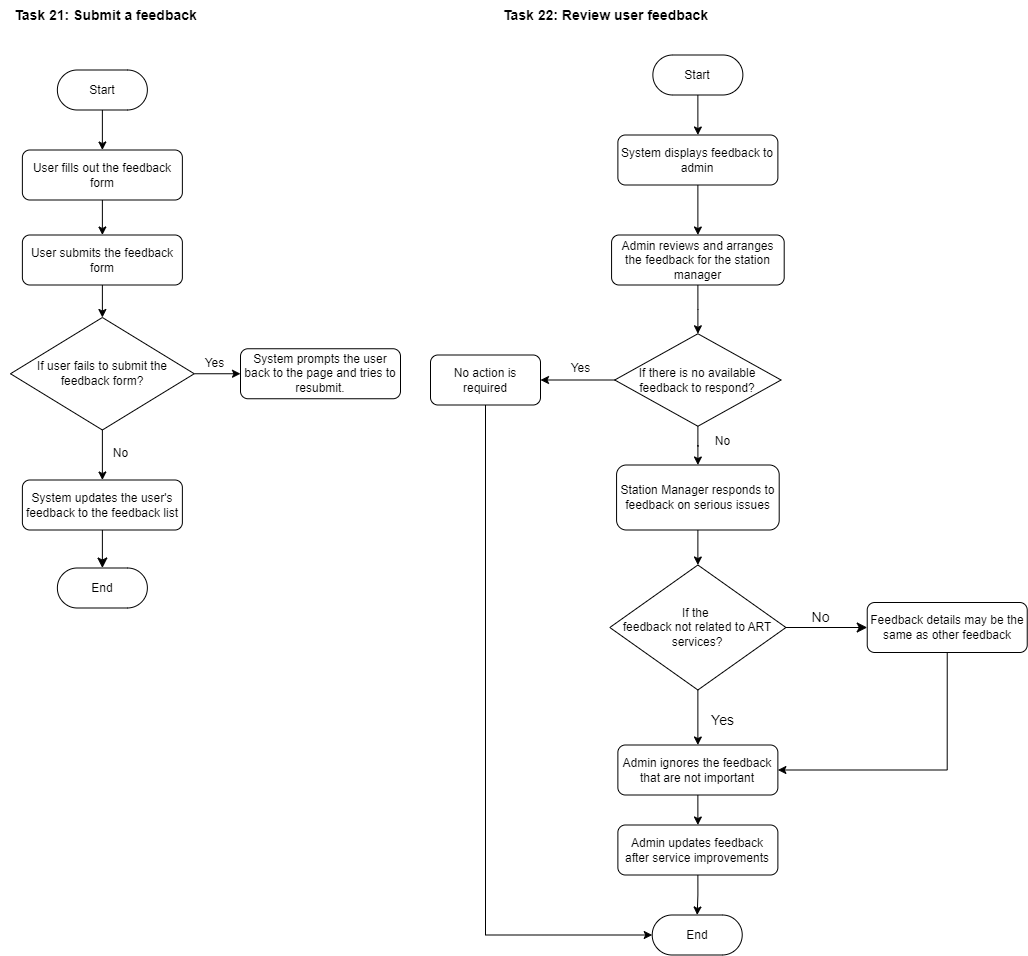 Task 21: Submit a feedback
Start
User fills out the feedback
form
User submits the feedback
form
If user fails to submit the
feedback form?
Yes
System prompts the user
back to the page and tries to
resubmit.
No
System updates the user's
feedback to the feedback list
End
Task 22: Review user feedback
Start
System displays feedback to
admin
Admin reviews and arranges
the feedback for the station
manager
If there is no available
feedback to respond?
Yes
No action is
required
No
Station Manager responds to
feedback on serious issues
If the
feedback not related to ART
services?
No
Feedback details may be the
same as other feedback
Yes
Admin ignores the feedback
that are not important
Admin updates feedback
after service improvements
End